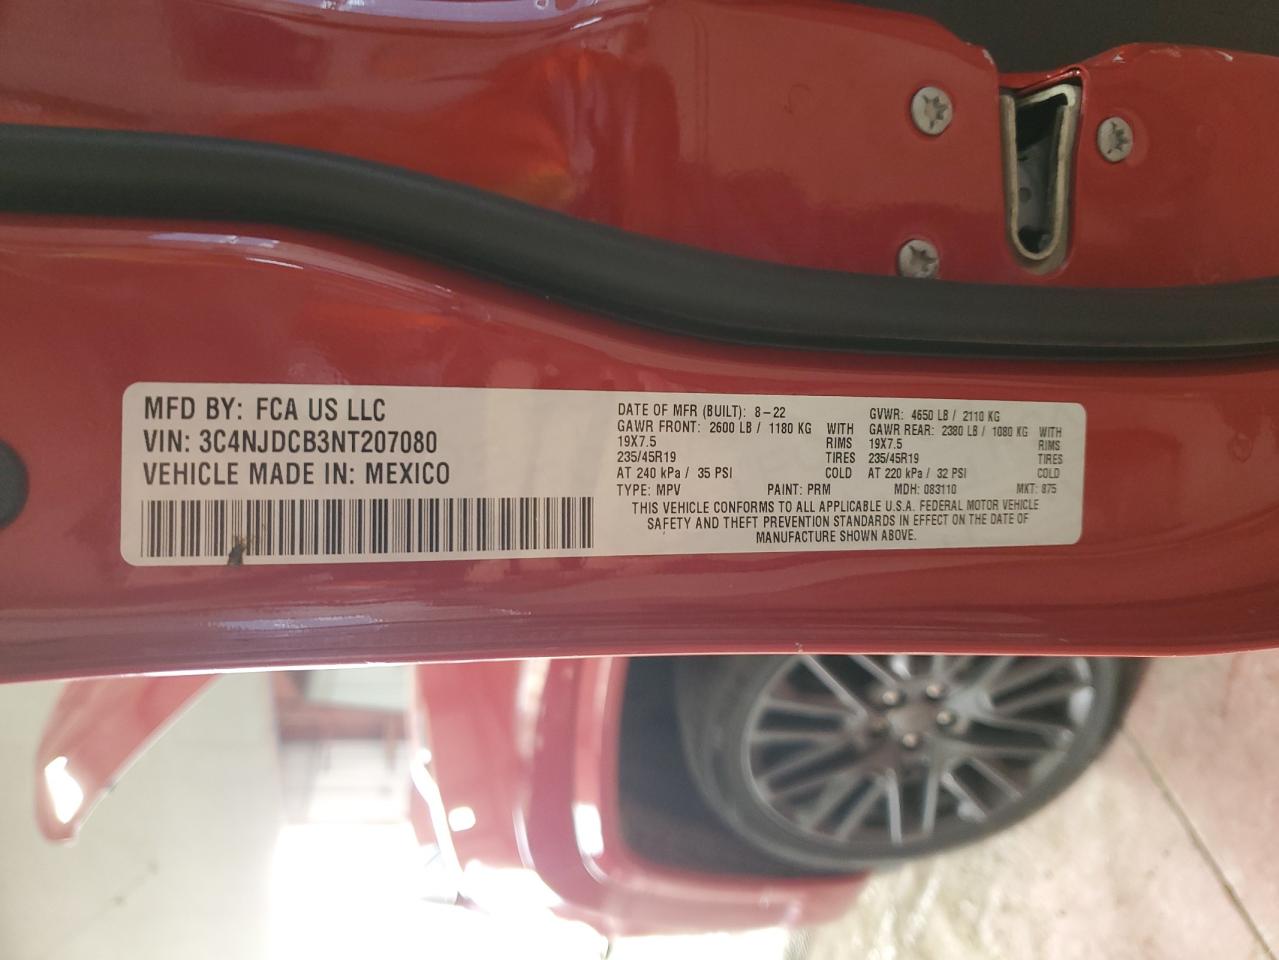 MFD BY: FCA US LLC
VIN: 3C4NJDCB3NT207080
VEHICLE MADE IN: MEXICO
DATE OF MFR (BUILT): 8-22 GVWR: 4650 LB / 2110 KG
GAWR FRONT: 2600 LB / 1180 KG WITH GAWR REAR: 2380 LB / 1080 KG WITH
19X7.5 RIMS 19X7.5 RIMS
235/45R19 TIRES 235/45R19 TIRES
AT 240 kPa / 35 PSI COLD AT 220 kPa / 32 PSI COLD
TYPE: MPV PAINT: PRM MDH: 083110 MKT: 875
THIS VEHICLE CONFORMS TO ALL APPLICABLE U.S.A. FEDERAL MOTOR VEHICLE
SAFETY AND THEFT PREVENTION STANDARDS IN EFFECT ON THE DATE OF
MANUFACTURE SHOWN ABOVE.